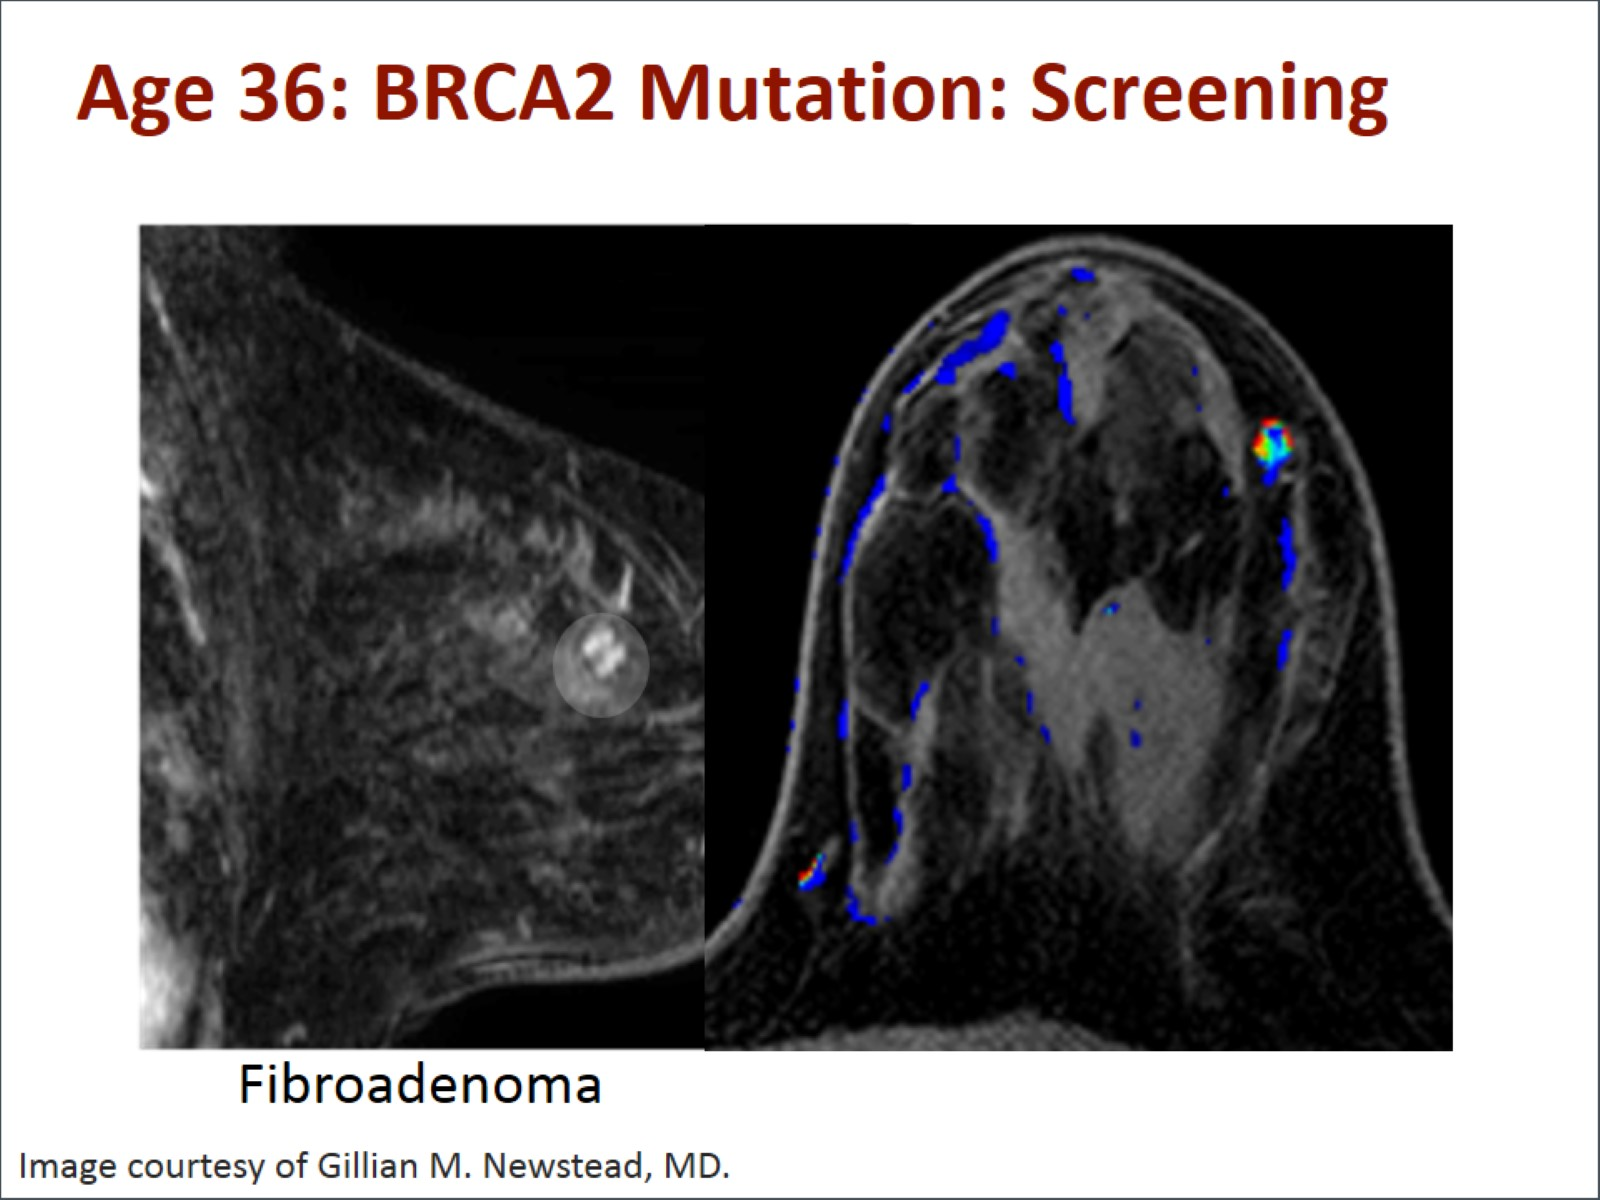 Age 36: BRCA2 Mutation: Screening
Fibroadenoma
Image courtesy of Gillian M. Newstead, MD.